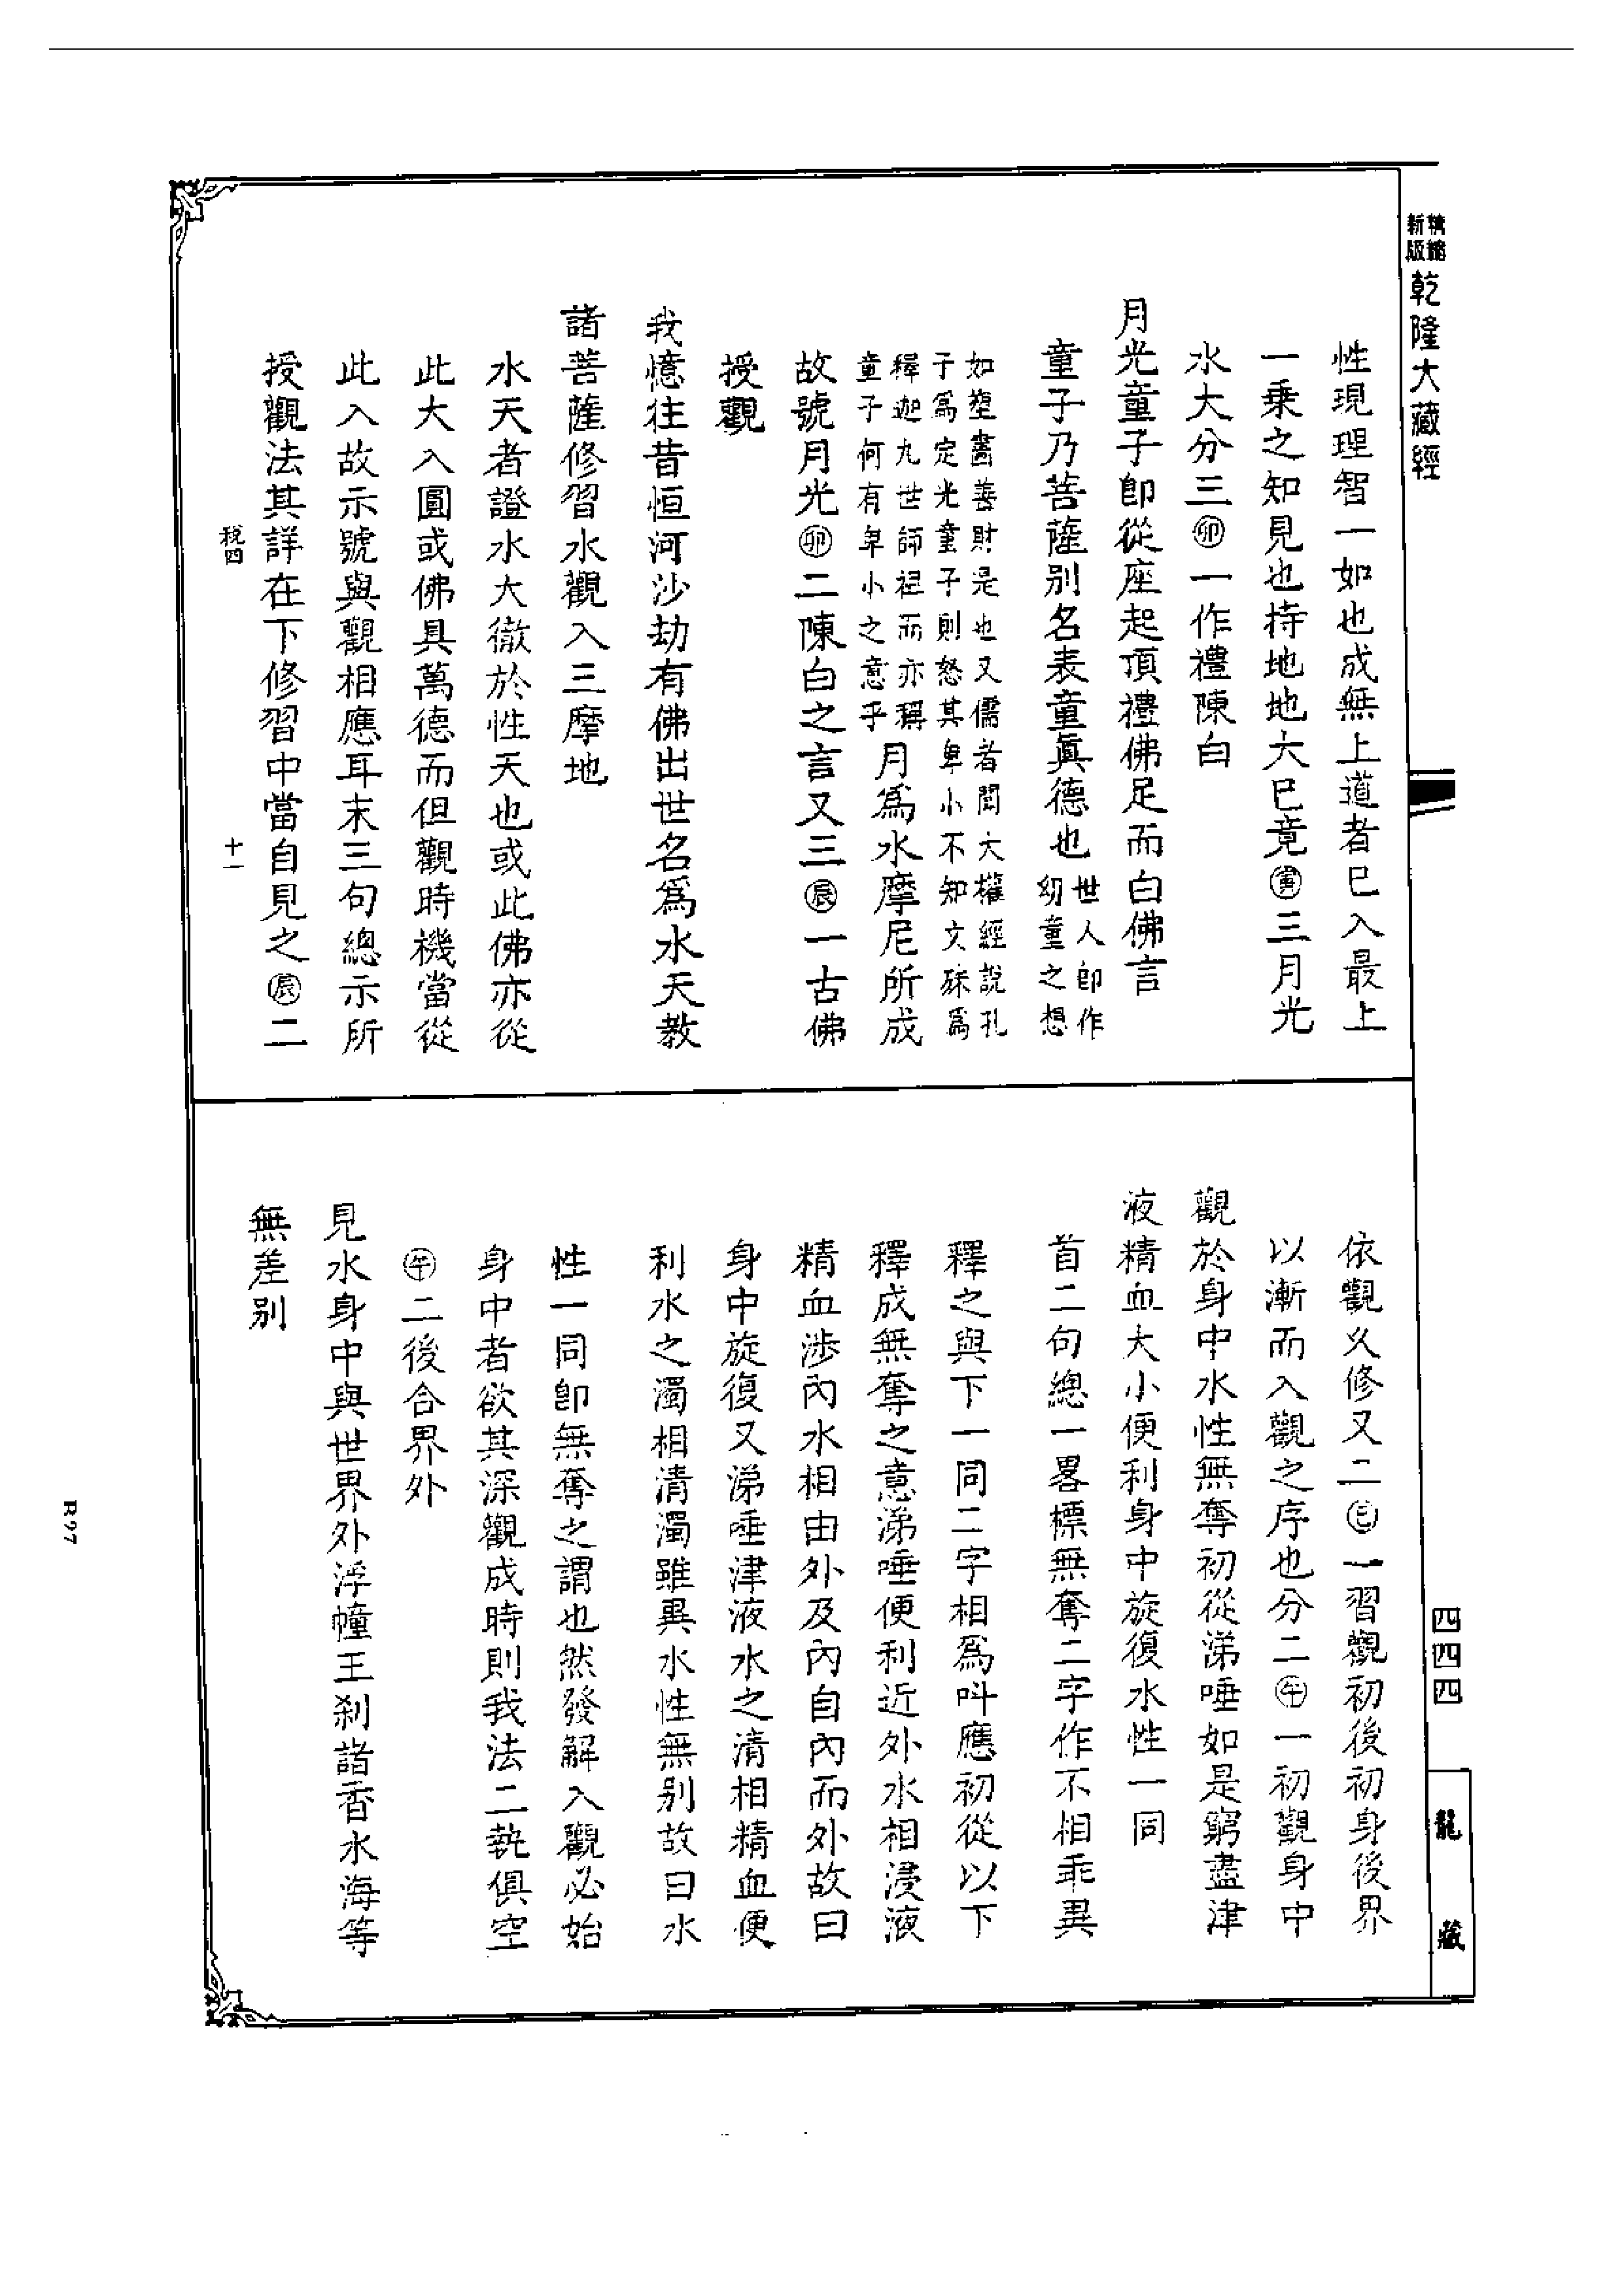 新版 精縮 乾隆大藏經
性現理智一如也成無上道者已入最上
一乘之知見也持地地大已竟㊞寅三月光
水大分三卯一作禮陳白
月光童子即從座起頂禮佛足而白佛言
童子乃菩薩別名表童眞德也世人即作幼童之想
如塑畵善財是也又儒者聞大權經說孔
子爲定光童子則怒其卑小不知文殊爲
釋迦九世師祖而亦稱
童子何有卑小之意乎月爲水摩尼所成
故號月光卯二陳白之言又三辰一古佛
授觀
我憶往昔恒河沙劫有佛出世名爲水天教
諸菩薩修習水觀入三摩地
水天者證水大徹於性天也或此佛亦從
此大入圓或佛具萬德而但觀時機當從
此入故示號與觀相應耳末三句總示所
授觀法其詳在下修習中當自見之辰二
稅四 十一
依觀久修又二巳一習觀初後初身後界
以漸而入觀之序也分二午一初觀身中
觀於身中水性無奪初從涕唾如是窮盡津
液精血大小便利身中旋復水性一同
首二句總一畧標無奪二字作不相乖異
釋之與下一同二字相爲呌應初從以下
釋成無奪之意涕唾便利近外水相浸液
精血涉內水相由外及內自內而外故曰
身中旋復又涕唾津液水之清相精血便
利水之濁相清濁雖異水性無別故曰水
性一同即無奪之謂也然發解入觀必始
身中者欲其深觀成時則我法二執俱空
午二後合界外
見水身中與世界外浮幢王刹諸香水海等
無差別
四四四
龍藏
R97